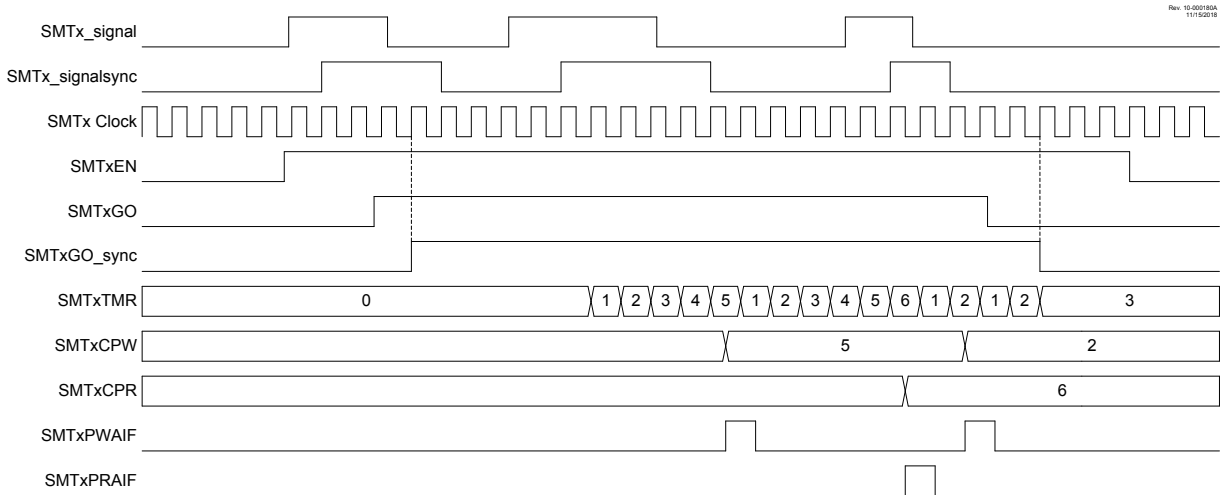 Rev. 10-000180A
11/15/2018
SMTx_signal
SMTx_signalsync
SMTx Clock
SMTxEN
SMTxGO
SMTxGO_sync
SMTxTMR 0 1 2 3 4 5 1 2 3 4 5 6 1 2 1 2 3
SMTxCPW 5 2
SMTxCPR 6
SMTxPWAIF
SMTxPRAIF